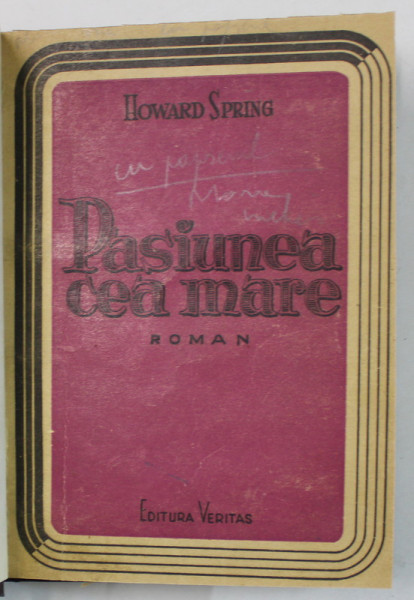 HOWARD SPRING
Pasiunea
cea mare
ROMAN
EDITURA VERITAS